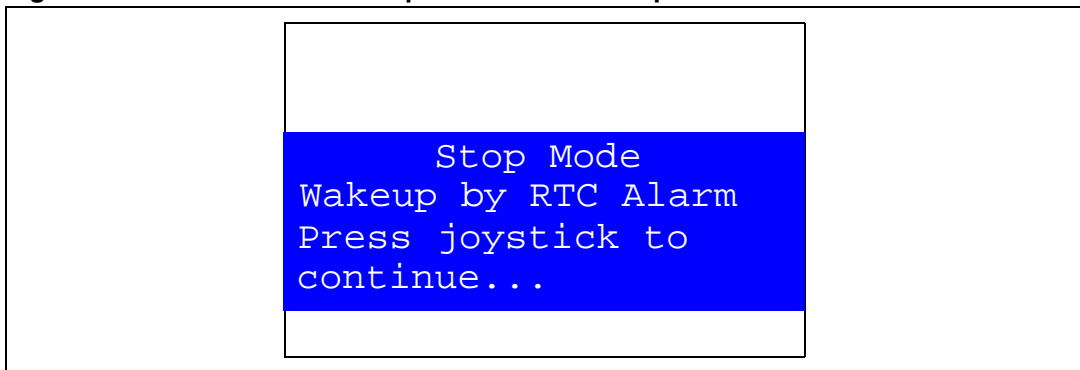 Stop Mode
Wakeup by RTC Alarm
Press joystick to
continue...